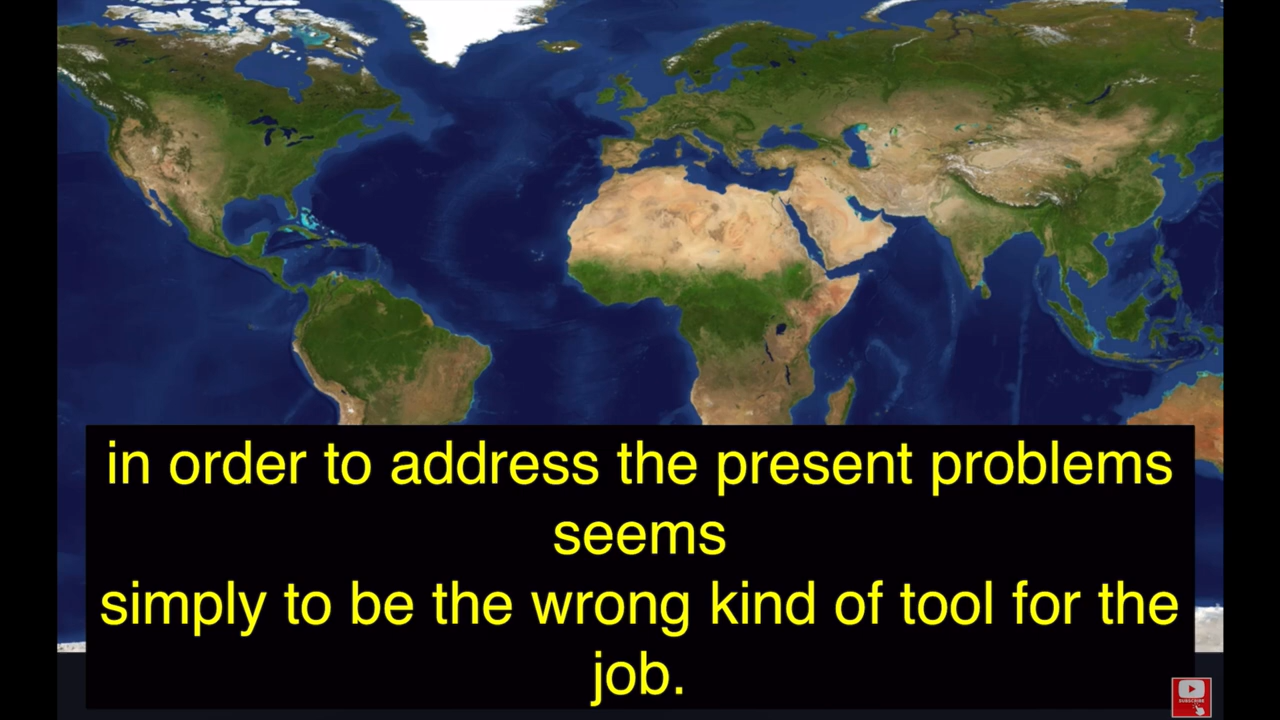 in order to address the present problems
seems
simply to be the wrong kind of tool for the
job.
SUBSCRIBE